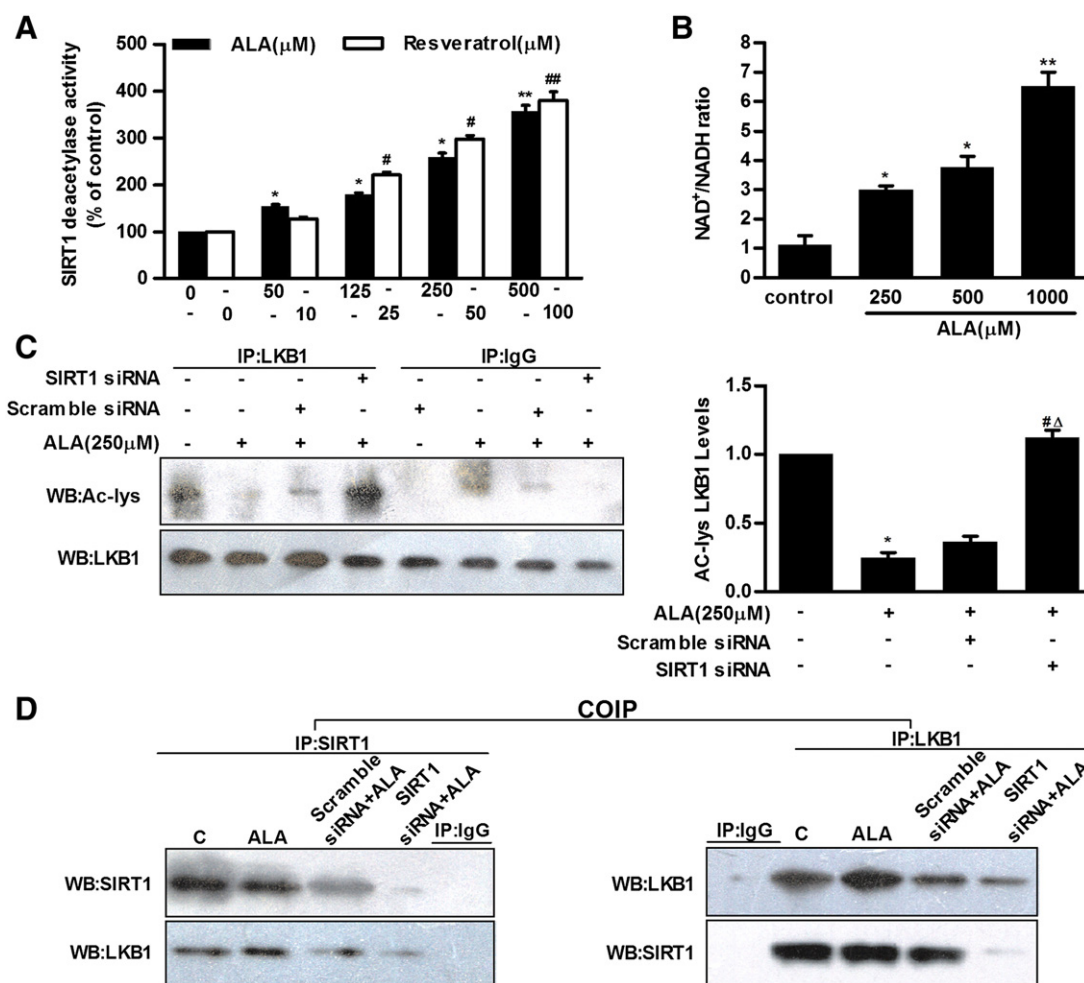 A
500
400
300
200
100
0
SIRT1 deacetylase activity
(% of control)
ALA(μM)
Resveratrol(μM)
* # * # * # ** ##
0 - 50 - 125 - 250 - 500 -
- 0 - 10 - 25 - 50 - 100
B
8
7
6
5
4
3
2
1
0
NAD+/NADH ratio
* * **
control 250 500 1000
ALA(μM)
C
IP:LKB1 IP:IgG
SIRT1 siRNA - - - + - - - +
Scramble siRNA - - + - + - + -
ALA(250μM) - + + + - + + +
WB:Ac-lys
WB:LKB1
1.5
1.0
0.5
0.0
AC-lys LKB1 Levels
* #Δ
ALA(250μM) - + + +
Scramble siRNA - - + -
SIRT1 siRNA - - - +
D
COIP
IP:SIRT1
C ALA Scramble siRNA+ALA SIRT1 siRNA+ALA IP:IgG
WB:SIRT1
WB:LKB1
IP:LKB1
IP:IgG C ALA Scramble siRNA+ALA SIRT1 siRNA+ALA
WB:LKB1
WB:SIRT1